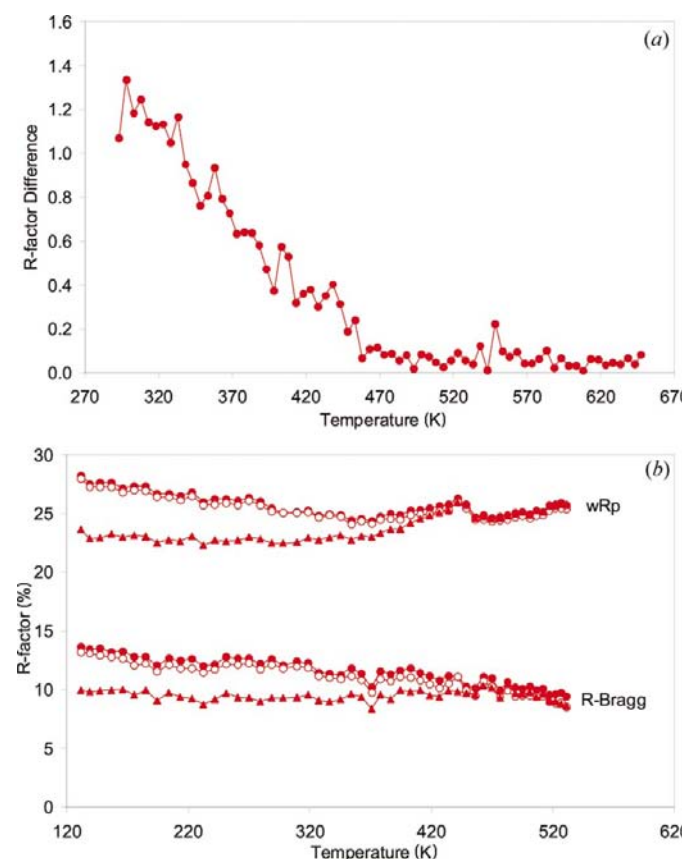 (a)
R-factor Difference
1.6
1.4
1.2
1.0
0.8
0.6
0.4
0.2
0.0
270 320 370 420 470 520 570 620 670
Temperature (K)
(b)
R-factor (%)
30
25
20
15
10
5
0
wRp
R-Bragg
120 220 320 420 520 620
Temperature (K)